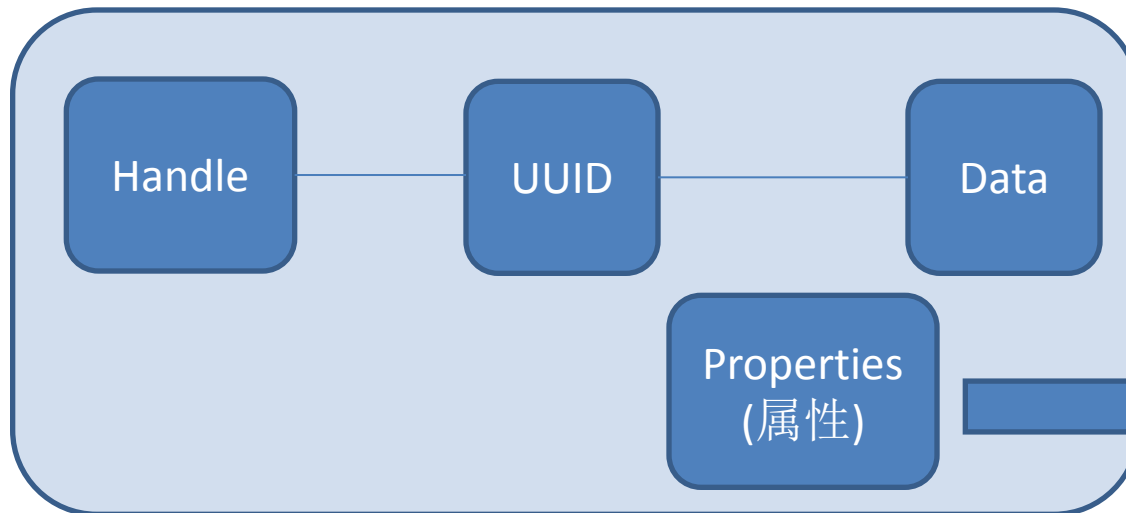 Handle
UUID
Data
Properties
(属性)